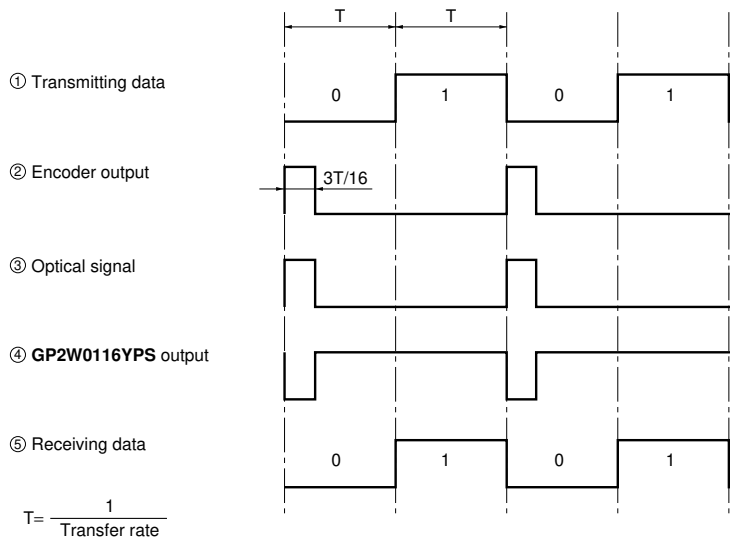 T T
① Transmitting data
0 1 0 1
② Encoder output
3T/16
③ Optical signal
④ GP2W0116YPS output
⑤ Receiving data
0 1 0 1
T= 1
Transfer rate